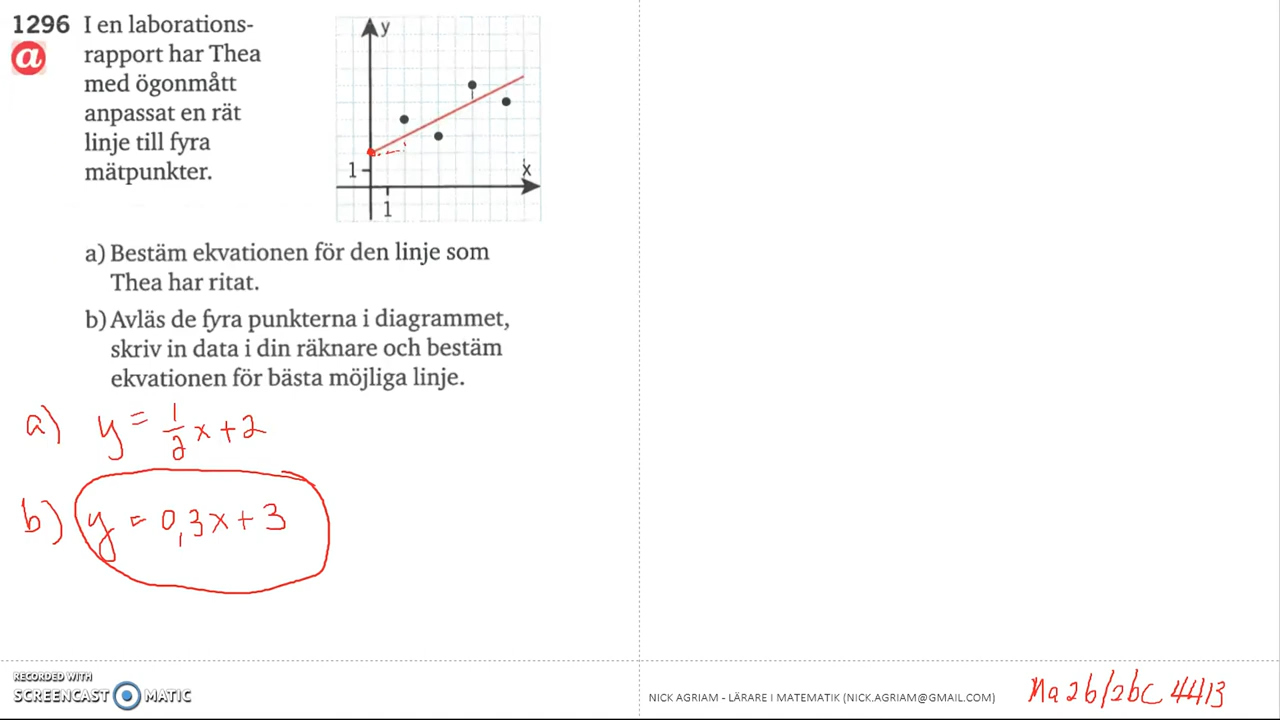 1296 I en laborations-
a rapport har Thea
med ögonmått
anpassat en rät
linje till fyra
mätpunkter.
y
1
x
1
a) Bestäm ekvationen för den linje som
Thea har ritat.
b) Avläs de fyra punkterna i diagrammet,
skriv in data i din räknare och bestäm
ekvationen för bästa möjliga linje.
a) y = 1/2 x + 2
b) y = 0,3x + 3
RECORDED WITH
SCREENCAST MATIC
NICK AGRIAM - LÄRARE I MATEMATIK (NICK.AGRIAM@GMAIL.COM)
Ma 2b/2bc 4413